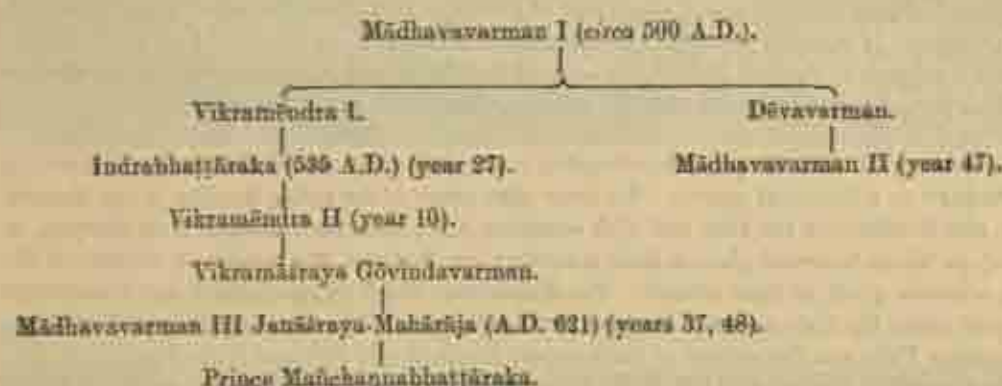 Mādhavavarman I (circa 500 A.D.).
Vikramēndra I. Dēvavarman.
Indrabhaṭṭāraka (535 A.D.) (year 27). Mādhavavarman II (year 47).
Vikramēndra II (year 10).
Vikramāśraya Gōvindavarman.
Mādhavavarman III Janāśraya-Mahārāja (A.D. 621) (years 37, 48).
Prince Mañchaṇṇabhaṭṭāraka.